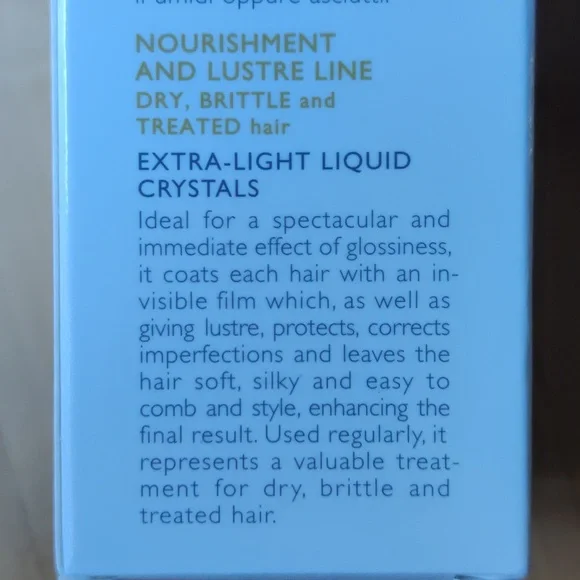 umidi oppure asciutti.
NOURISHMENT
AND LUSTRE LINE
DRY, BRITTLE and
TREATED hair
EXTRA-LIGHT LIQUID
CRYSTALS
Ideal for a spectacular and
immediate effect of glossiness,
it coats each hair with an in-
visible film which, as well as
giving lustre, protects, corrects
imperfections and leaves the
hair soft, silky and easy to
comb and style, enhancing the
final result. Used regularly, it
represents a valuable treat-
ment for dry, brittle and
treated hair.